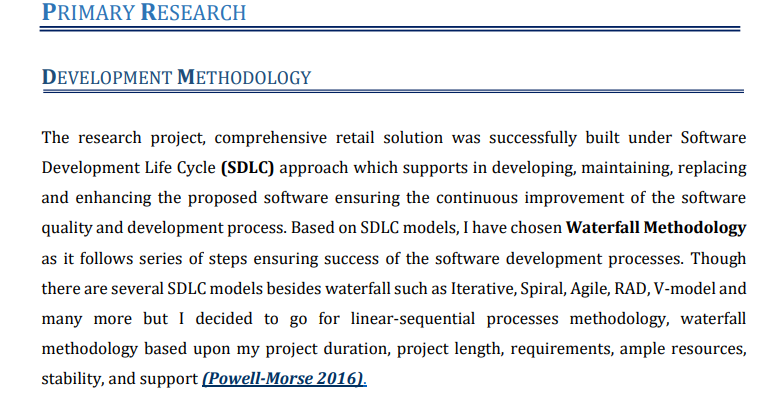 PRIMARY RESEARCH
DEVELOPMENT METHODOLOGY
The research project, comprehensive retail solution was successfully built under Software
Development Life Cycle (SDLC) approach which supports in developing, maintaining, replacing
and enhancing the proposed software ensuring the continuous improvement of the software
quality and development process. Based on SDLC models, I have chosen Waterfall Methodology
as it follows series of steps ensuring success of the software development processes. Though
there are several SDLC models besides waterfall such as Iterative, Spiral, Agile, RAD, V-model and
many more but I decided to go for linear-sequential processes methodology, waterfall
methodology based upon my project duration, project length, requirements, ample resources,
stability, and support (Powell-Morse 2016).